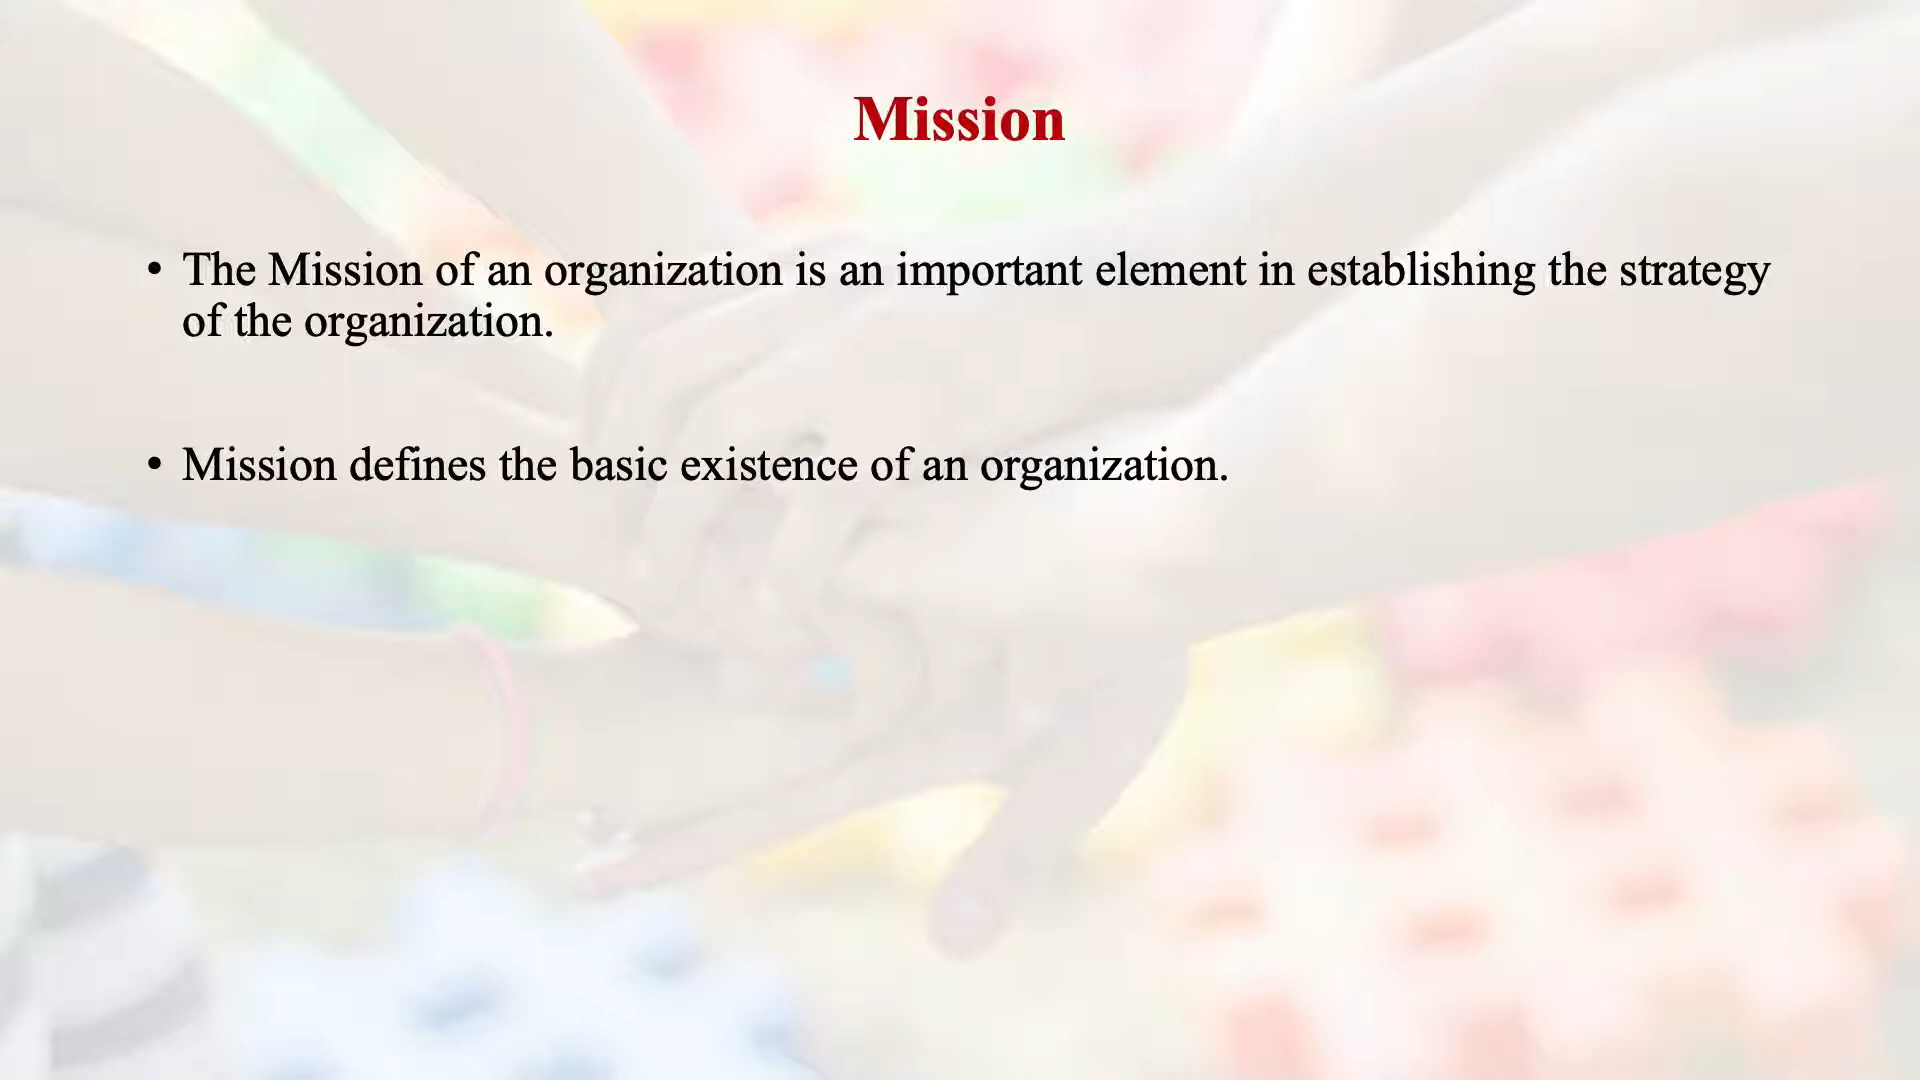 Mission
• The Mission of an organization is an important element in establishing the strategy
of the organization.
• Mission defines the basic existence of an organization.